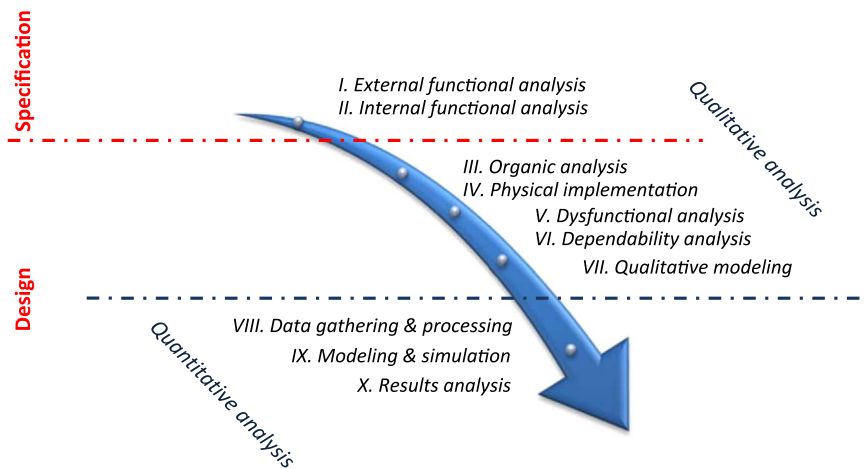 Specification
I. External functional analysis
II. Internal functional analysis
Qualitative analysis
III. Organic analysis
IV. Physical implementation
V. Dysfunctional analysis
VI. Dependability analysis
VII. Qualitative modeling
Design
VIII. Data gathering & processing
IX. Modeling & simulation
X. Results analysis
Quantitative analysis